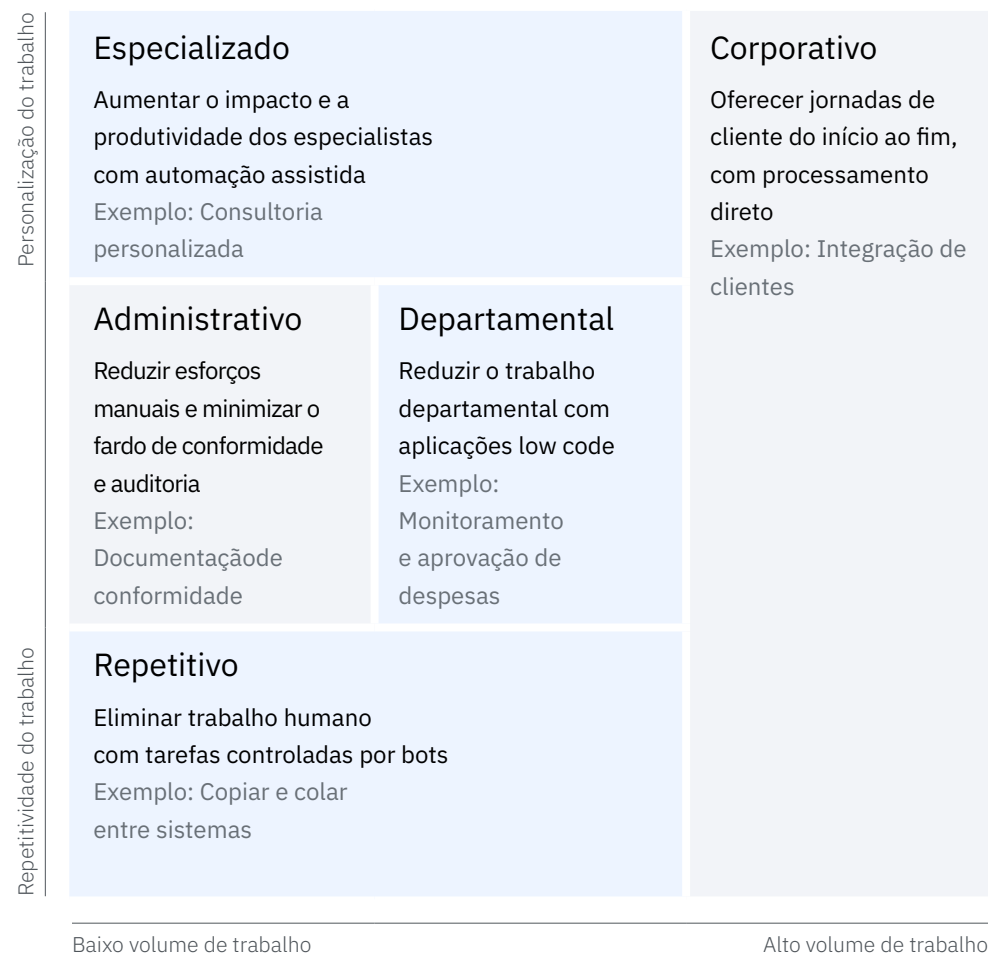 Personalização do trabalho
Repetitividade do trabalho
Especializado
Aumentar o impacto e a
produtividade dos especialistas
com automação assistida
Exemplo: Consultoria
personalizada
Corporativo
Oferecer jornadas de
cliente do início ao fim,
com processamento
direto
Exemplo: Integração de
clientes
Administrativo
Reduzir esforços
manuais e minimizar o
fardo de conformidade
e auditoria
Exemplo:
Documentaçãode
conformidade
Departamental
Reduzir o trabalho
departamental com
aplicações low code
Exemplo:
Monitoramento
e aprovação de
despesas
Repetitivo
Eliminar trabalho humano
com tarefas controladas por bots
Exemplo: Copiar e colar
entre sistemas
Baixo volume de trabalho
Alto volume de trabalho